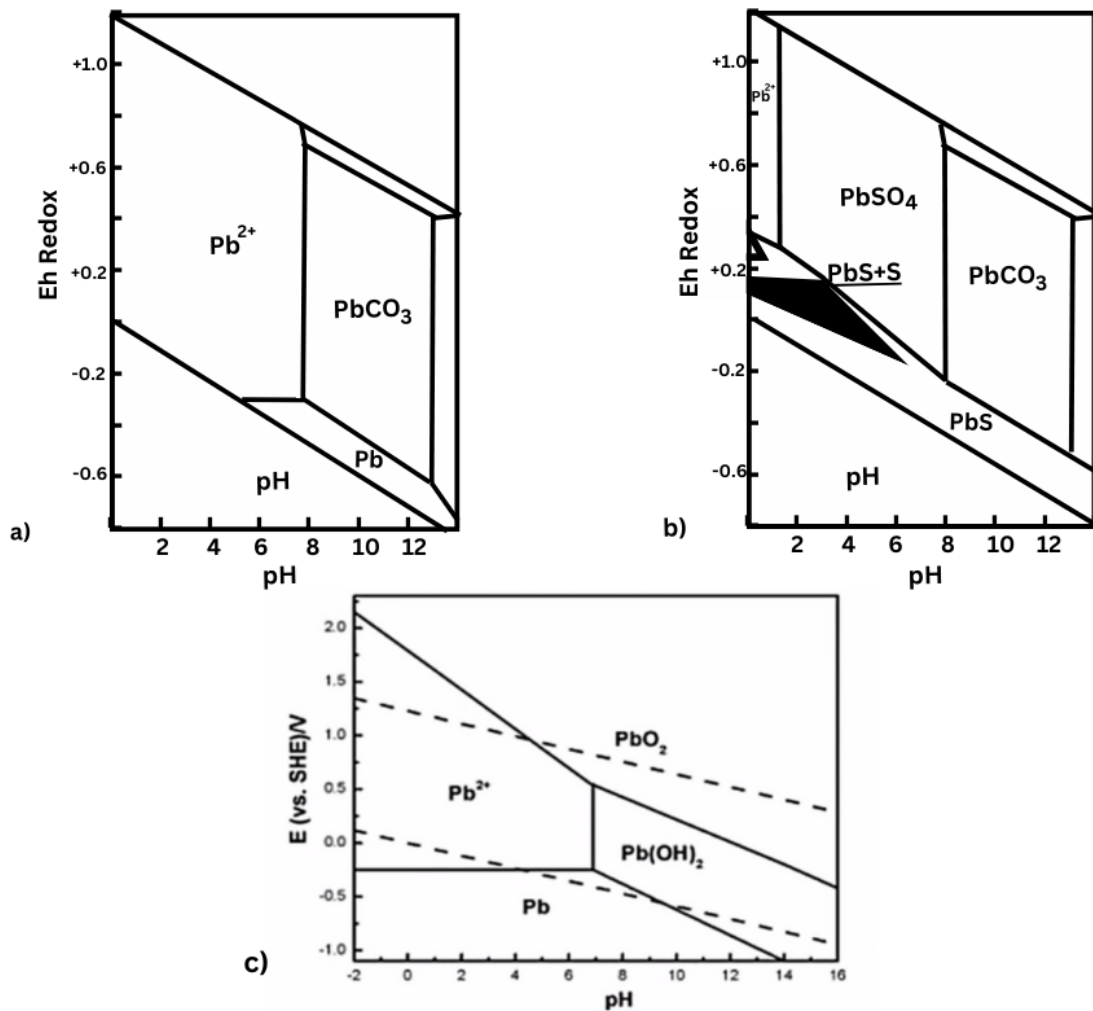 +1.0
+0.6
+0.2
-0.2
-0.6
Eh Redox
Pb²⁺
PbCO₃
Pb
pH
2 4 6 8 10 12
pH
a)
+1.0
+0.6
+0.2
-0.2
-0.6
Eh Redox
Pb²⁺
PbSO₄
PbS+S
PbCO₃
PbS
pH
2 4 6 8 10 12
pH
b)
2.0
1.5
1.0
0.5
0.0
-0.5
-1.0
E (vs. SHE)/V
PbO₂
Pb²⁺
Pb(OH)₂
Pb
-2 0 2 4 6 8 10 12 14 16
pH
c)